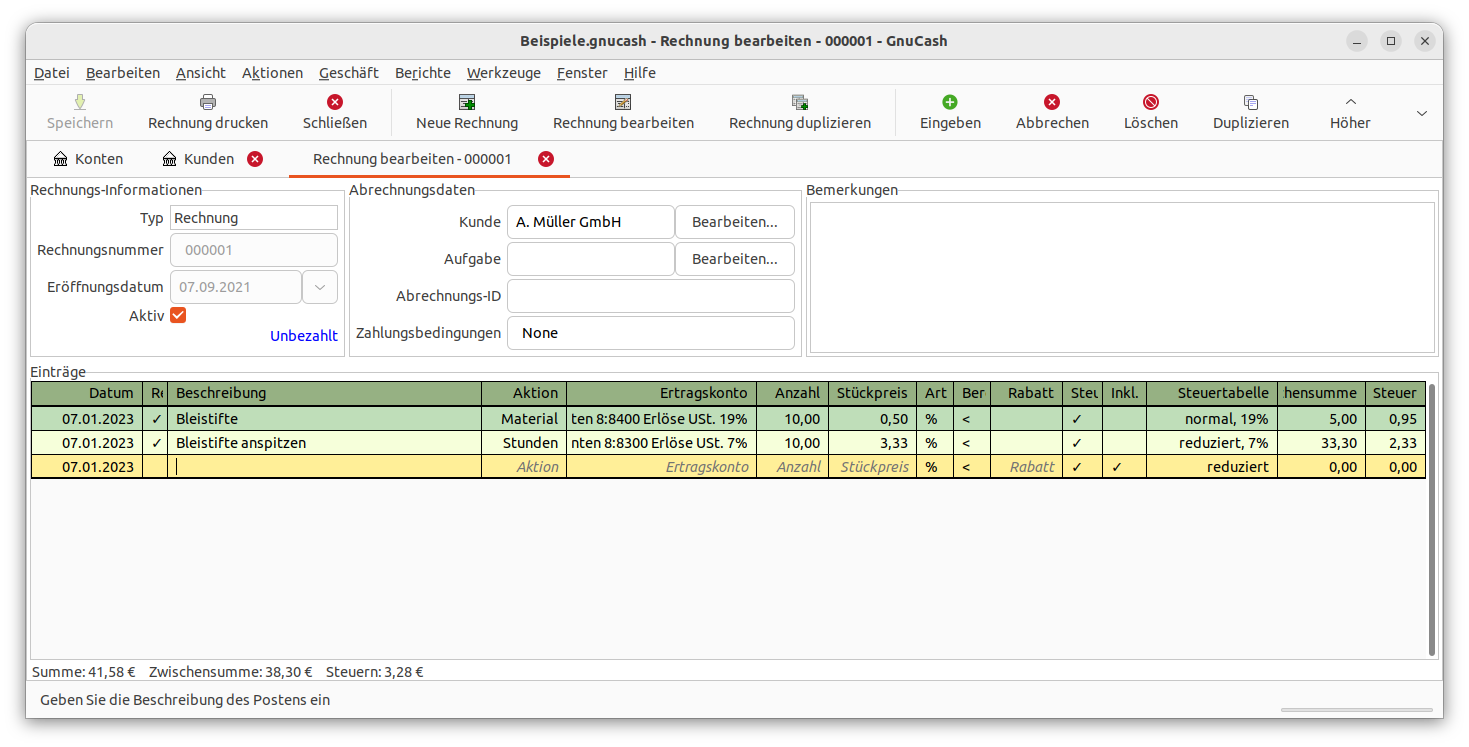 Beispiele.gnucash - Rechnung bearbeiten - 000001 - GnuCash
Datei Bearbeiten Ansicht Aktionen Geschäft Berichte Werkzeuge Fenster Hilfe
Speichern Rechnung drucken Schließen Neue Rechnung Rechnung bearbeiten Rechnung duplizieren Eingeben Abbrechen Löschen Duplizieren Höher
Konten Kunden Rechnung bearbeiten - 000001
Rechnungs-Informationen
Typ Rechnung
Rechnungsnummer 000001
Eröffnungsdatum 07.09.2021
Aktiv
Unbezahlt
Abrechnungsdaten
Kunde A. Müller GmbH Bearbeiten...
Aufgabe Bearbeiten...
Abrechnungs-ID
Zahlungsbedingungen None
Bemerkungen
Einträge
Datum Re Beschreibung Aktion Ertragskonto Anzahl Stückpreis Art Ber Rabatt Steu Inkl. Steuertabelle hensumme Steuer
07.01.2023 ✓ Bleistifte Material ten 8:8400 Erlöse USt. 19% 10,00 0,50 % < ✓ normal, 19% 5,00 0,95
07.01.2023 ✓ Bleistifte anspitzen Stunden nten 8:8300 Erlöse USt. 7% 10,00 3,33 % < ✓ reduziert, 7% 33,30 2,33
07.01.2023 Aktion Ertragskonto Anzahl Stückpreis % < Rabatt ✓ ✓ reduziert 0,00 0,00
Summe: 41,58 € Zwischensumme: 38,30 € Steuern: 3,28 €
Geben Sie die Beschreibung des Postens ein